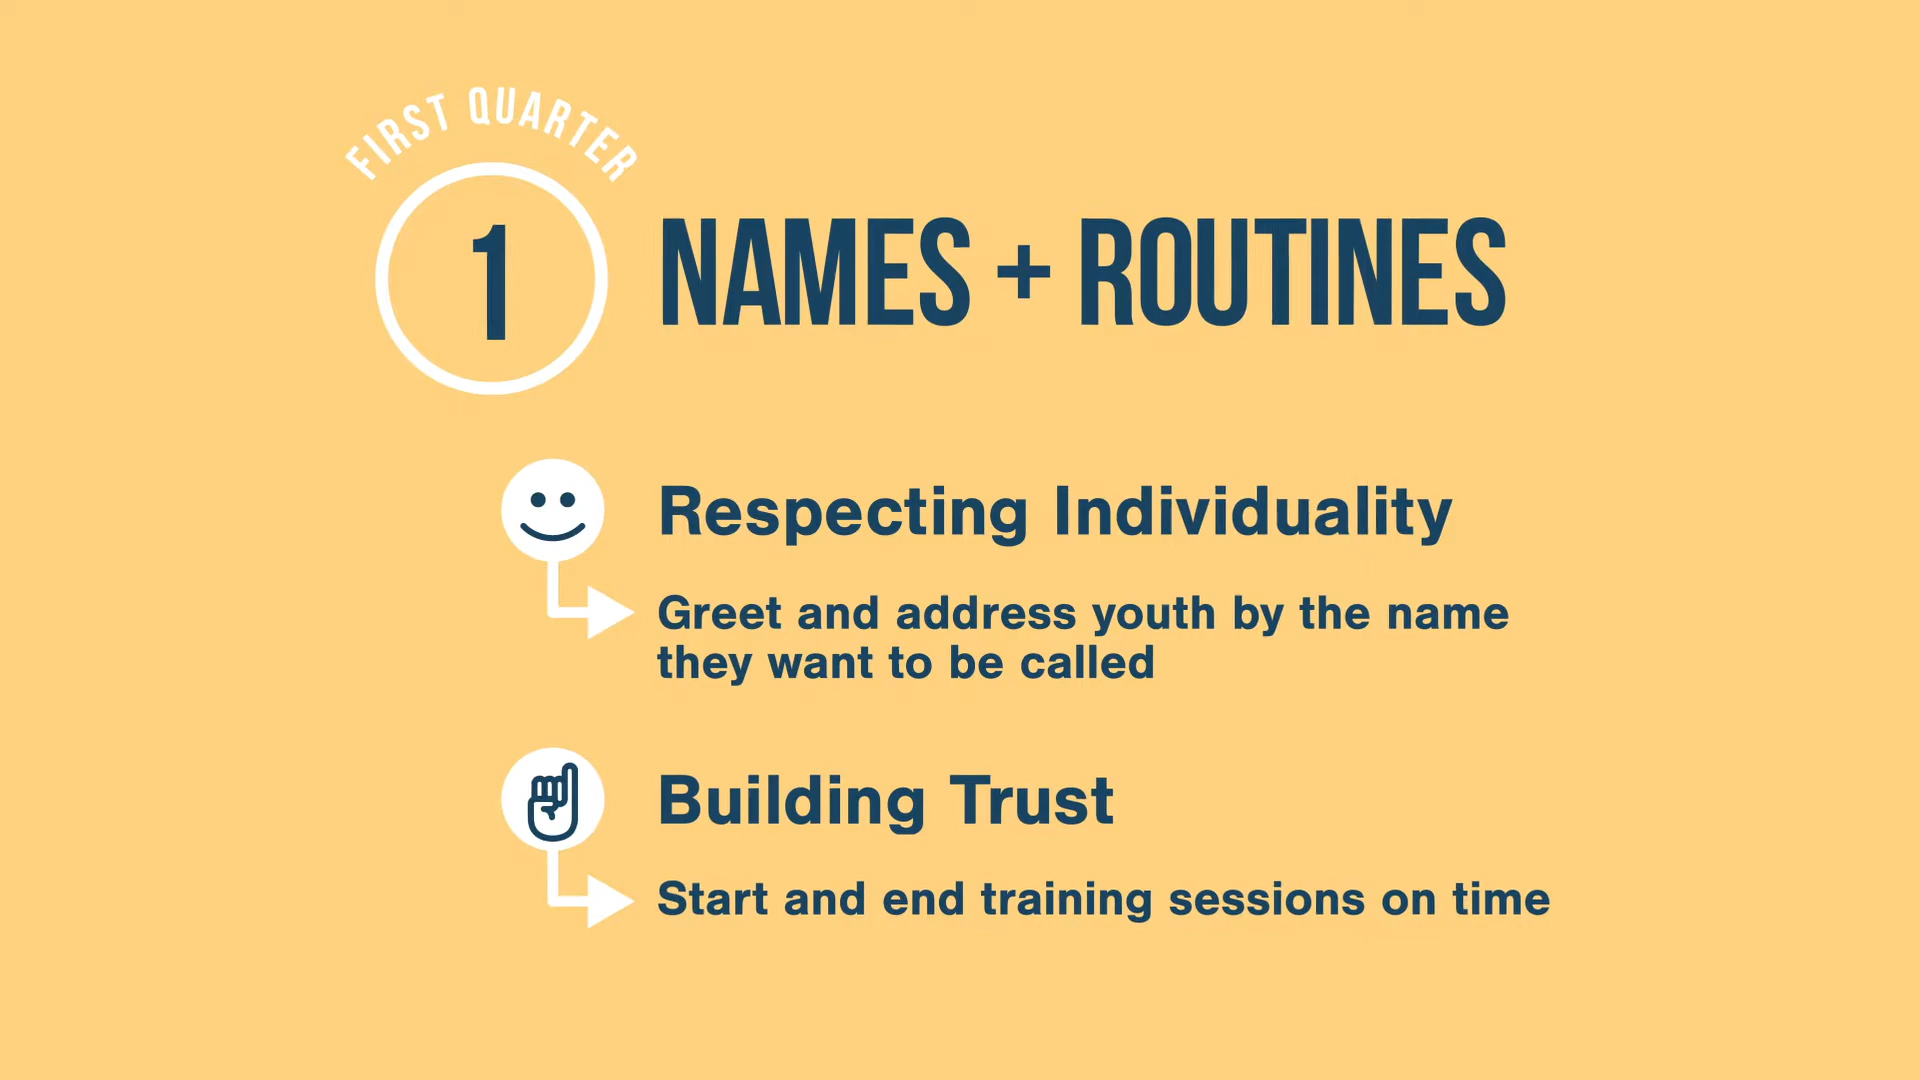 FIRST QUARTER
1
NAMES + ROUTINES
Respecting Individuality
Greet and address youth by the name
they want to be called
Building Trust
Start and end training sessions on time